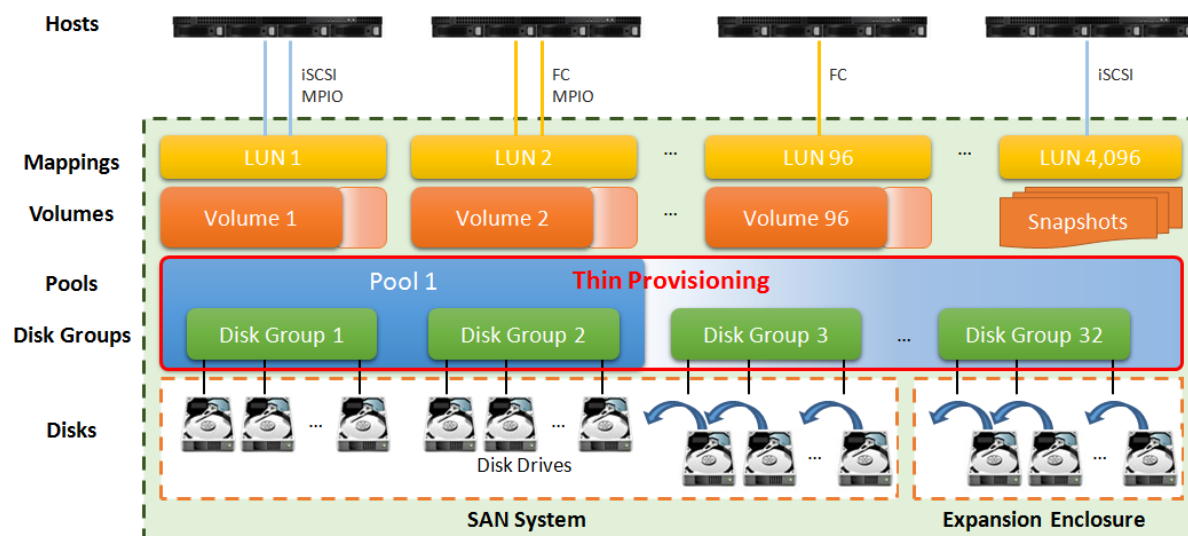 Hosts
iSCSI
MPIO
FC
MPIO
FC
iSCSI
Mappings
LUN 1
LUN 2
...
LUN 96
...
LUN 4,096
Volumes
Volume 1
Volume 2
...
Volume 96
Snapshots
Pools
Pool 1
Thin Provisioning
Disk Groups
Disk Group 1
Disk Group 2
Disk Group 3
...
Disk Group 32
Disks
...
...
...
...
Disk Drives
SAN System
Expansion Enclosure